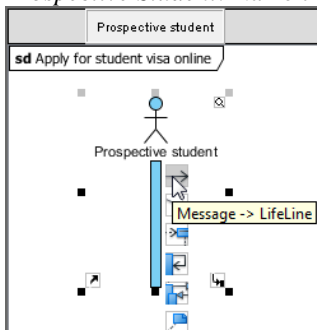 Prospective student
sd Apply for student visa online
Prospective student
Message -> LifeLine